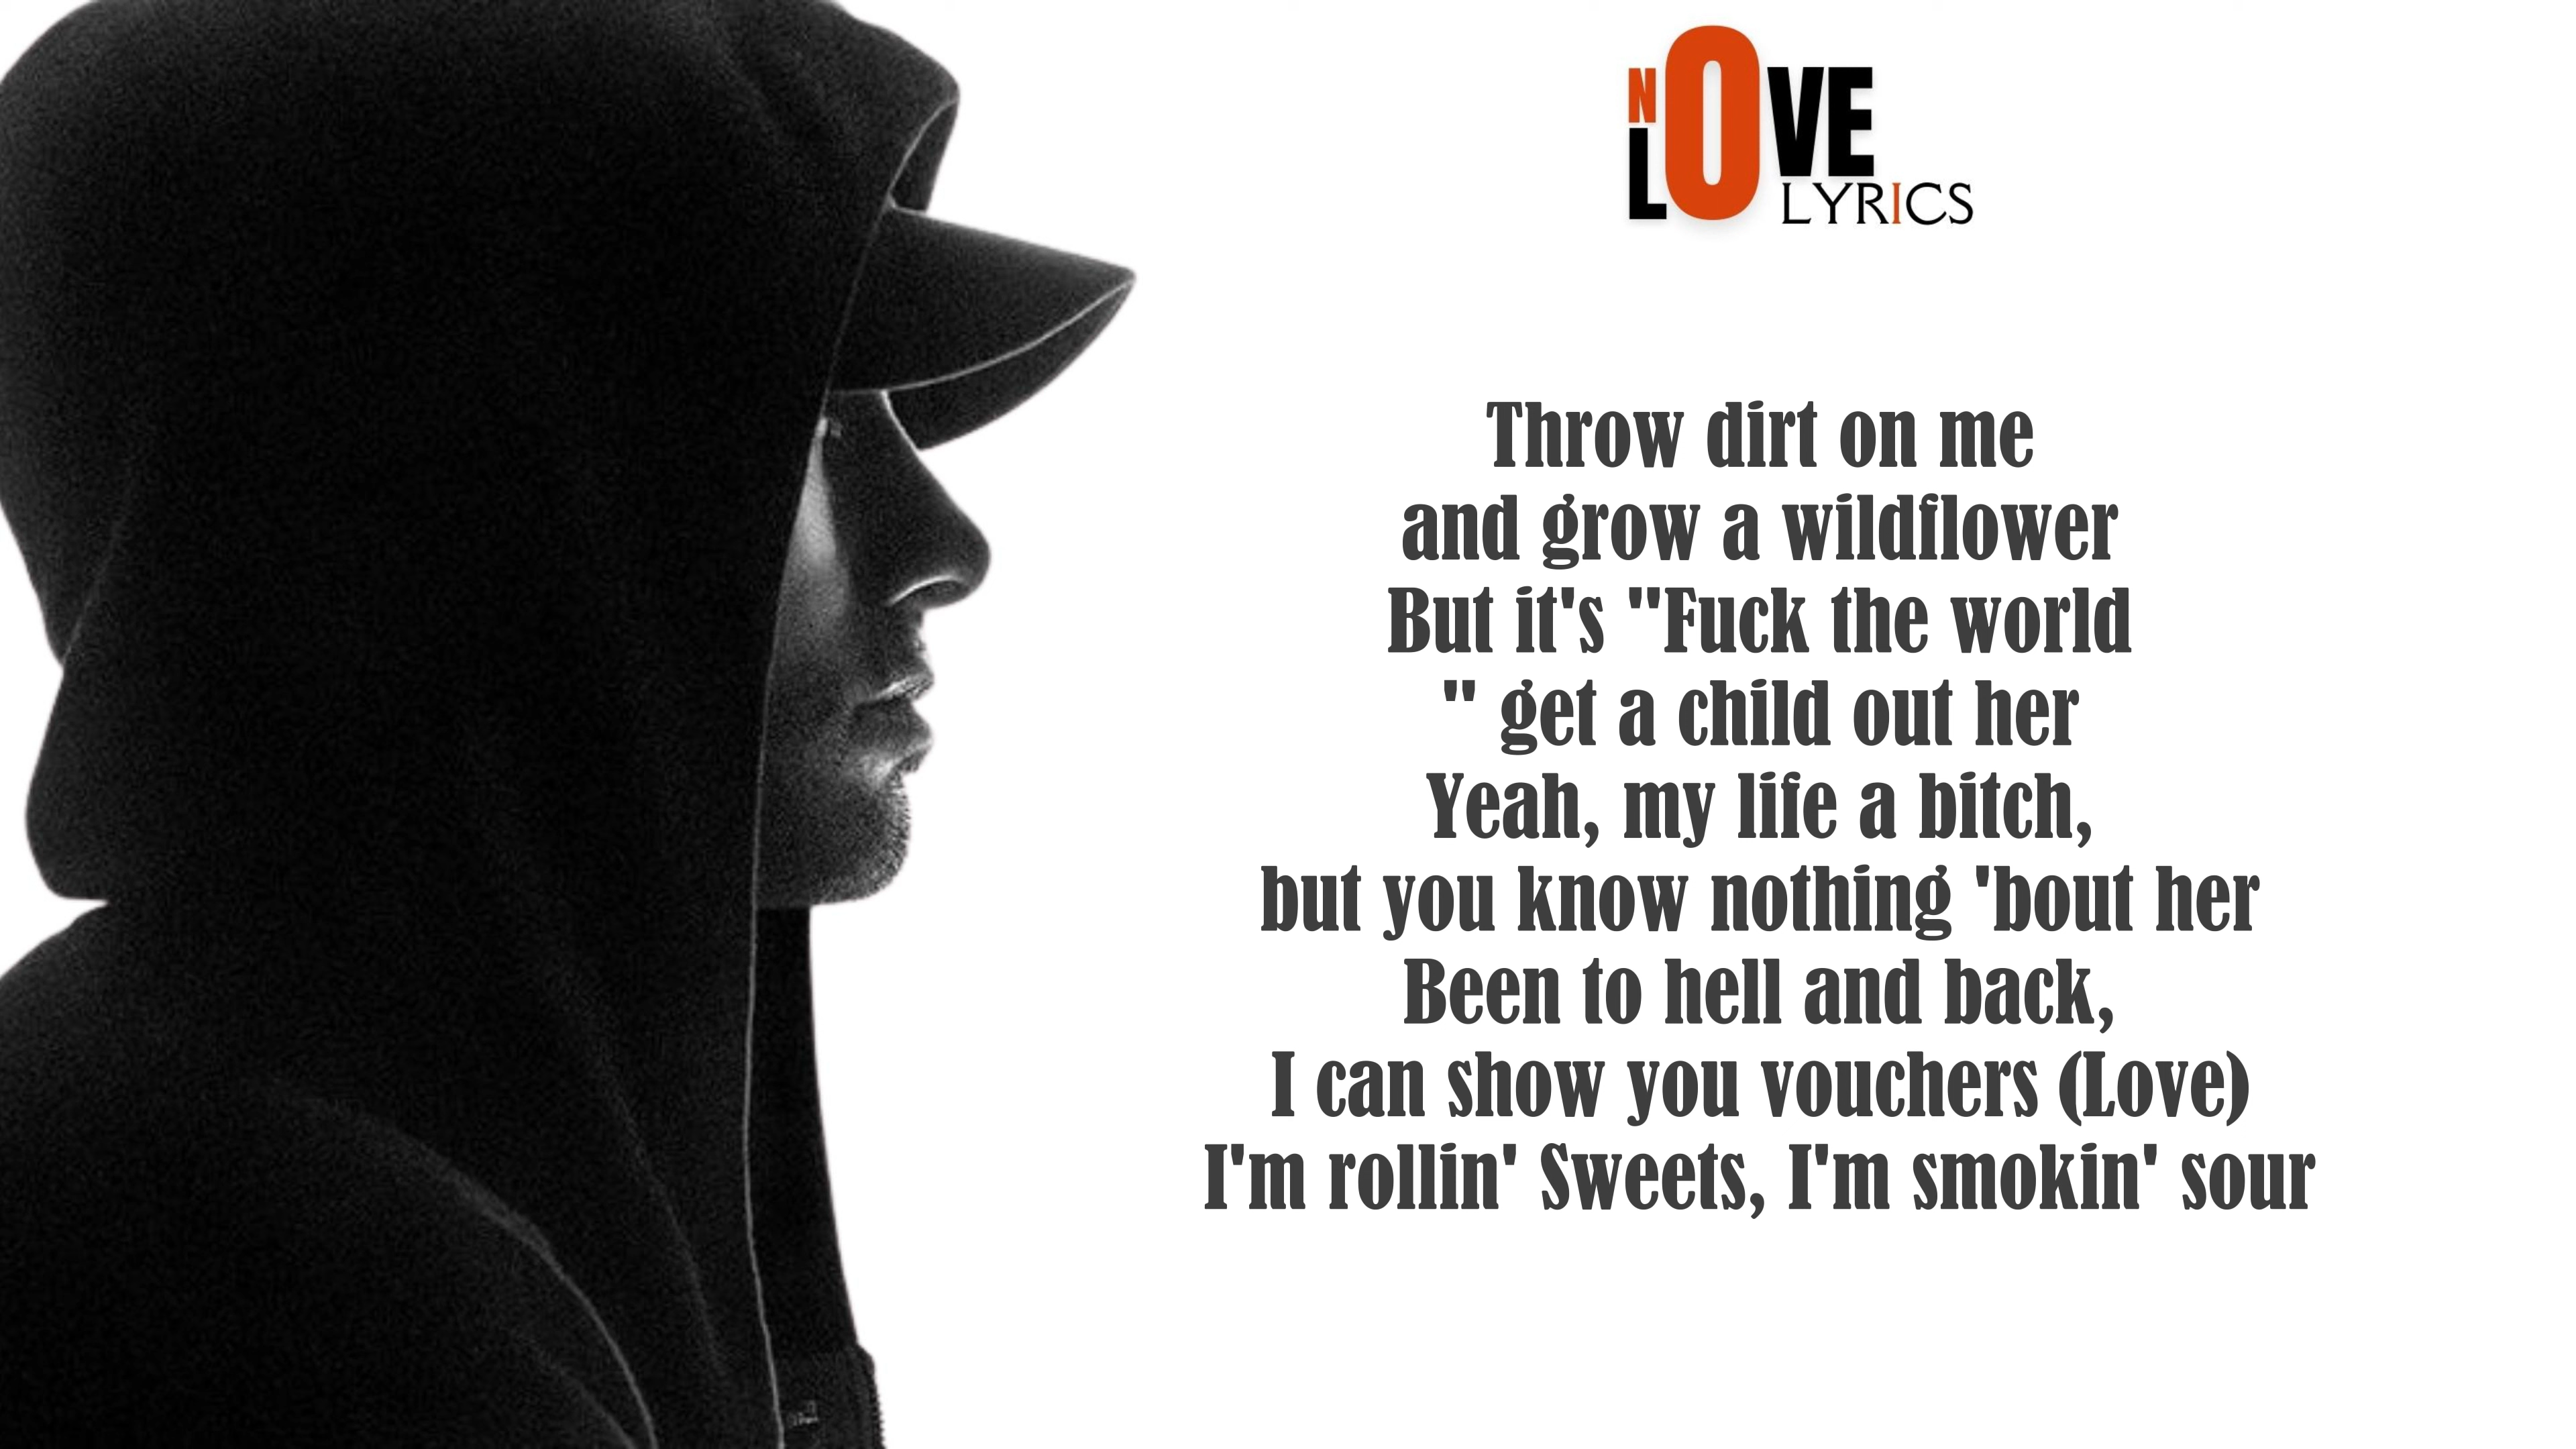 NO LOVE
LYRICS
Throw dirt on me
and grow a wildflower
But it's "Fuck the world
" get a child out her
Yeah, my life a bitch,
but you know nothing 'bout her
Been to hell and back,
I can show you vouchers (Love)
I'm rollin' Sweets, I'm smokin' sour